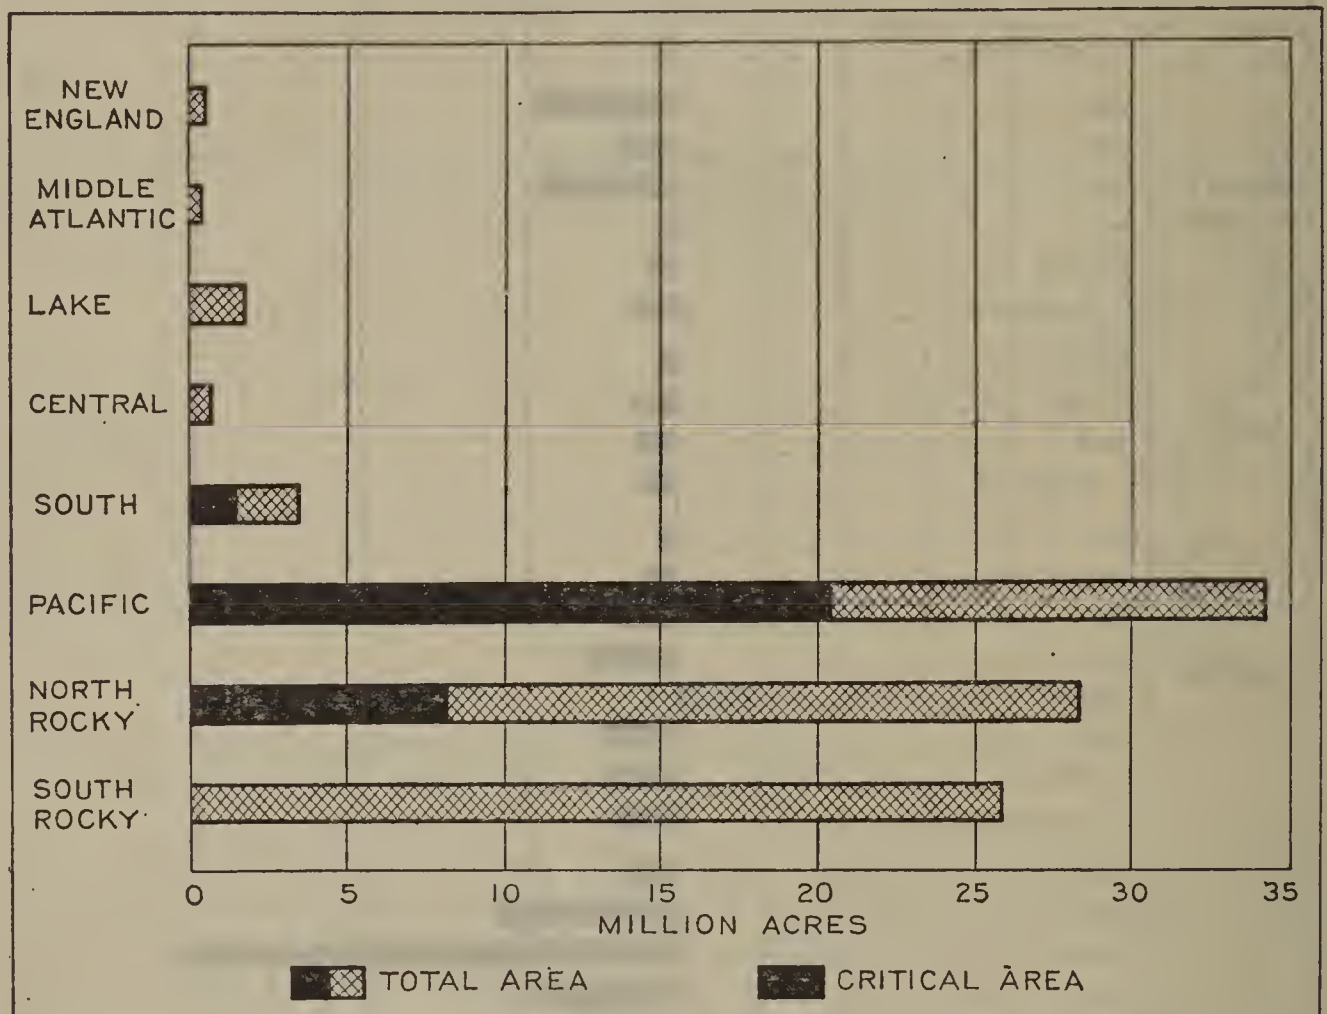 NEW
ENGLAND
MIDDLE
ATLANTIC
LAKE
CENTRAL
SOUTH
PACIFIC
NORTH
ROCKY
SOUTH
ROCKY
0 5 10 15 20 25 30 35
MILLION ACRES
TOTAL AREA CRITICAL AREA